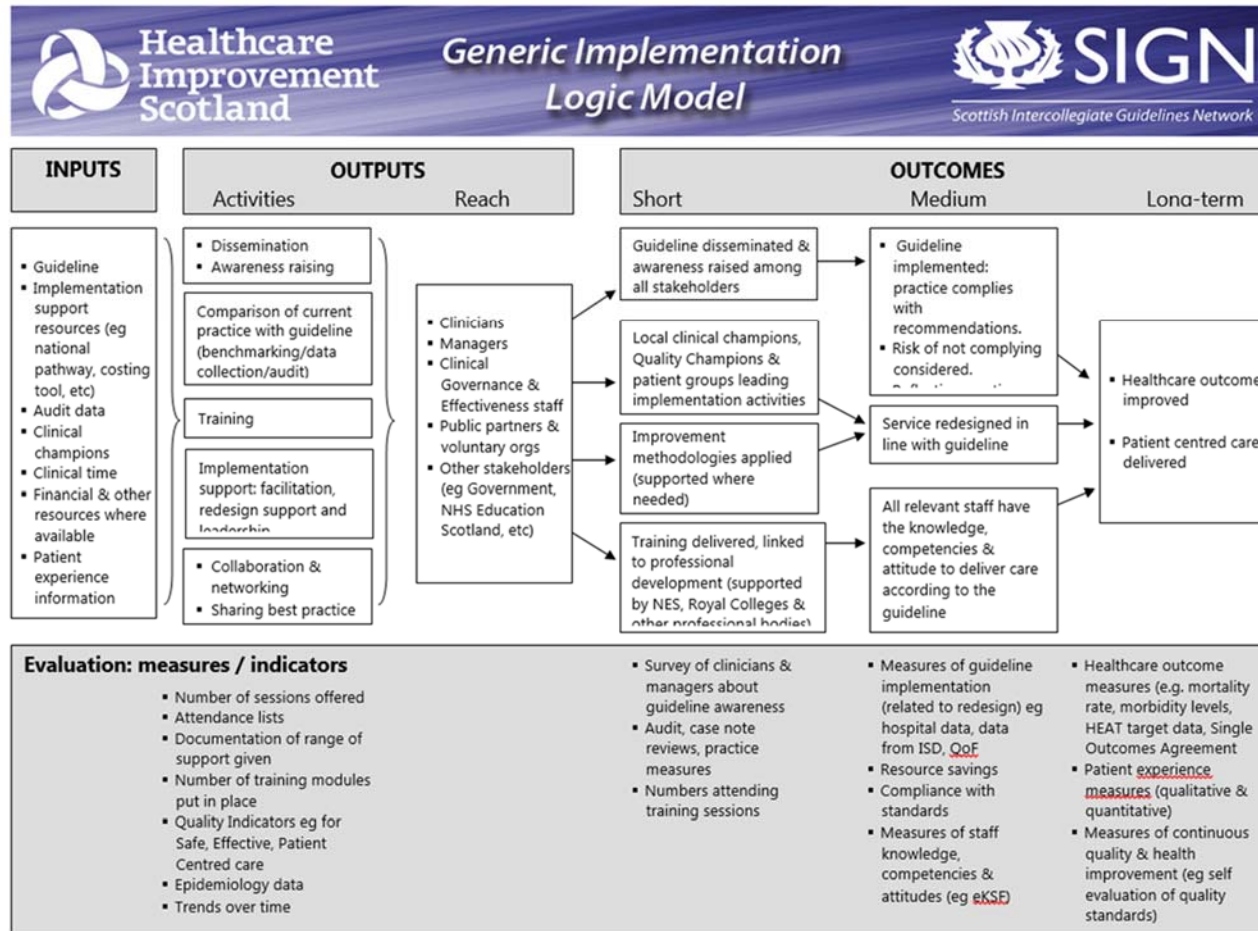 Healthcare
Improvement
Scotland
Generic Implementation
Logic Model
SIGN
Scottish Intercollegiate Guidelines Network
INPUTS
OUTPUTS
Activities
Reach
OUTCOMES
Short
Medium
Long-term
▪ Guideline
▪ Implementation
support
resources (eg
national
pathway, costing
tool, etc)
▪ Audit data
▪ Clinical
champions
▪ Clinical time
▪ Financial & other
resources where
available
▪ Patient
experience
information
▪ Dissemination
▪ Awareness raising
Comparison of current
practice with guideline
(benchmarking/data
collection/audit)
Training
Implementation
support: facilitation,
redesign support and
leadership
▪ Collaboration &
networking
▪ Sharing best practice
▪ Clinicians
▪ Managers
▪ Clinical
Governance &
Effectiveness staff
▪ Public partners &
voluntary orgs
▪ Other stakeholders
(eg Government,
NHS Education
Scotland, etc)
Guideline disseminated &
awareness raised among
all stakeholders
Local clinical champions,
Quality Champions &
patient groups leading
implementation activities
Improvement
methodologies applied
(supported where
needed)
Training delivered, linked
to professional
development (supported
by NES, Royal Colleges &
other professional bodies)
▪ Guideline
implemented:
practice complies
with
recommendations.
▪ Risk of not complying
considered.
Service redesigned in
line with guideline
All relevant staff have
the knowledge,
competencies &
attitude to deliver care
according to the
guideline
▪ Healthcare outcome
improved
▪ Patient centred care
delivered
Evaluation: measures / indicators
▪ Number of sessions offered
▪ Attendance lists
▪ Documentation of range of
support given
▪ Number of training modules
put in place
▪ Quality Indicators eg for
Safe, Effective, Patient
Centred care
▪ Epidemiology data
▪ Trends over time
▪ Survey of clinicians &
managers about
guideline awareness
▪ Audit, case note
reviews, practice
measures
▪ Numbers attending
training sessions
▪ Measures of guideline
implementation
(related to redesign) eg
hospital data, data
from ISD, QoF
▪ Resource savings
▪ Compliance with
standards
▪ Measures of staff
knowledge,
competencies &
attitudes (eg eKSF)
▪ Healthcare outcome
measures (e.g. mortality
rate, morbidity levels,
HEAT target data, Single
Outcomes Agreement
▪ Patient experience
measures (qualitative &
quantitative)
▪ Measures of continuous
quality & health
improvement (eg self
evaluation of quality
standards)